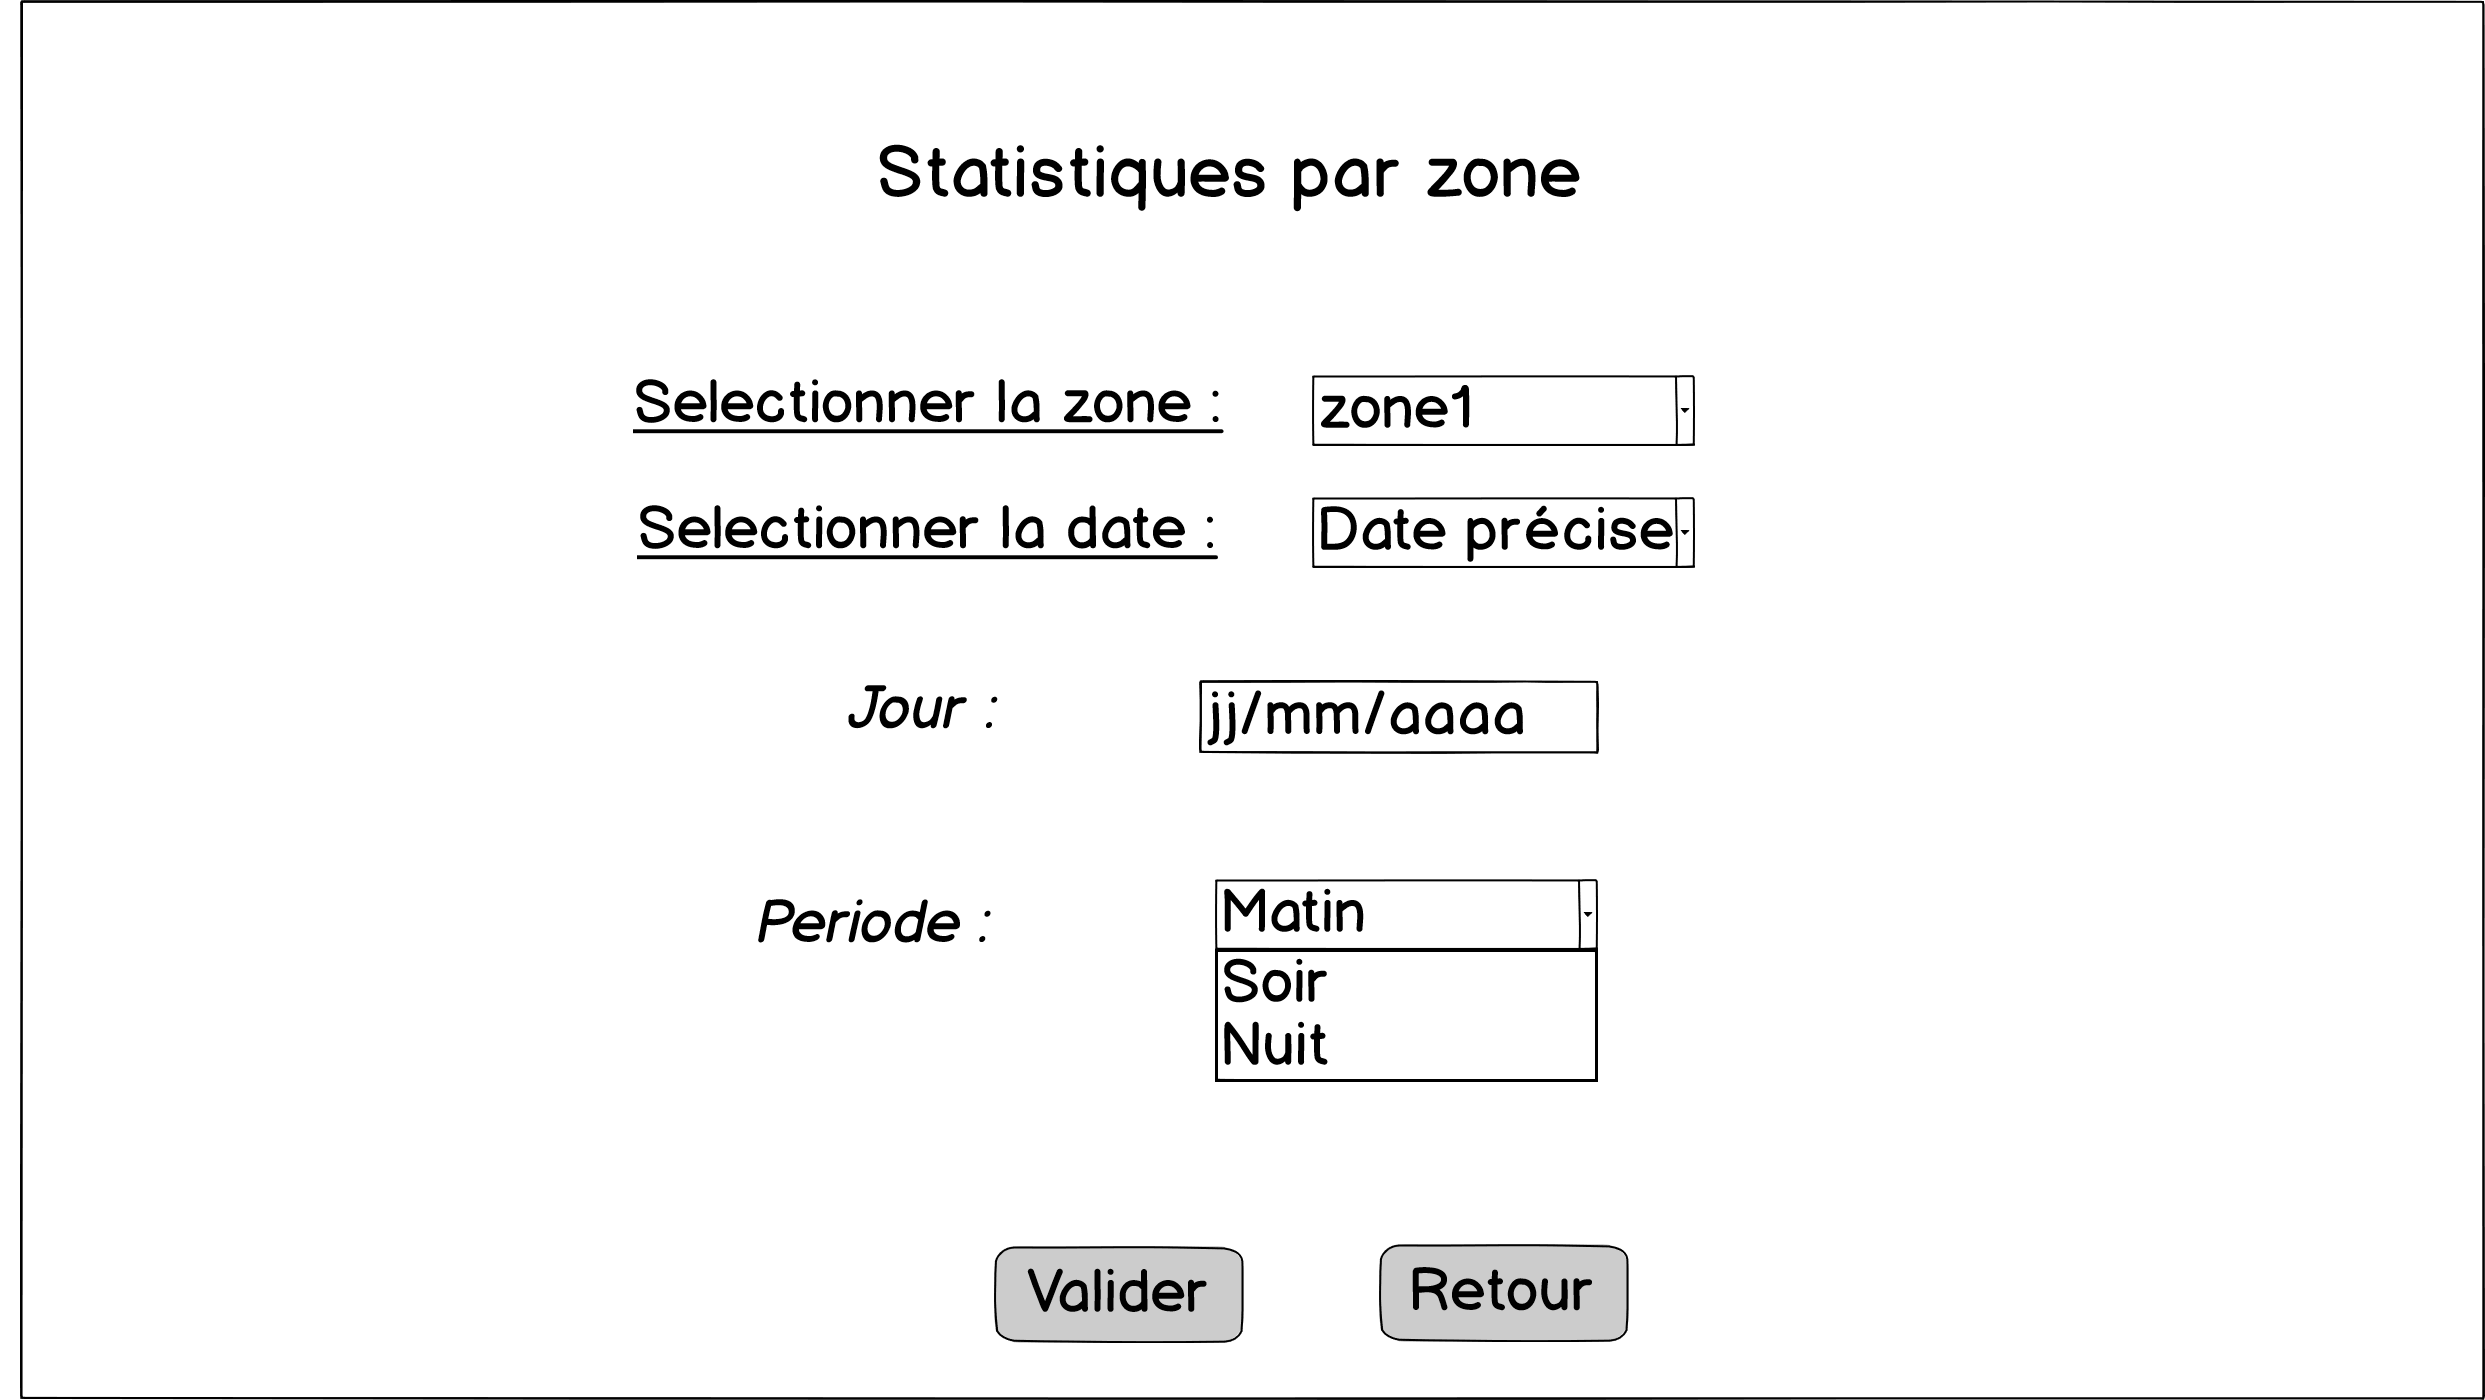 Statistiques par zone
Selectionner la zone : zone1
Selectionner la date : Date précise
Jour : jj/mm/aaaa
Periode : Matin
Soir
Nuit
Valider Retour